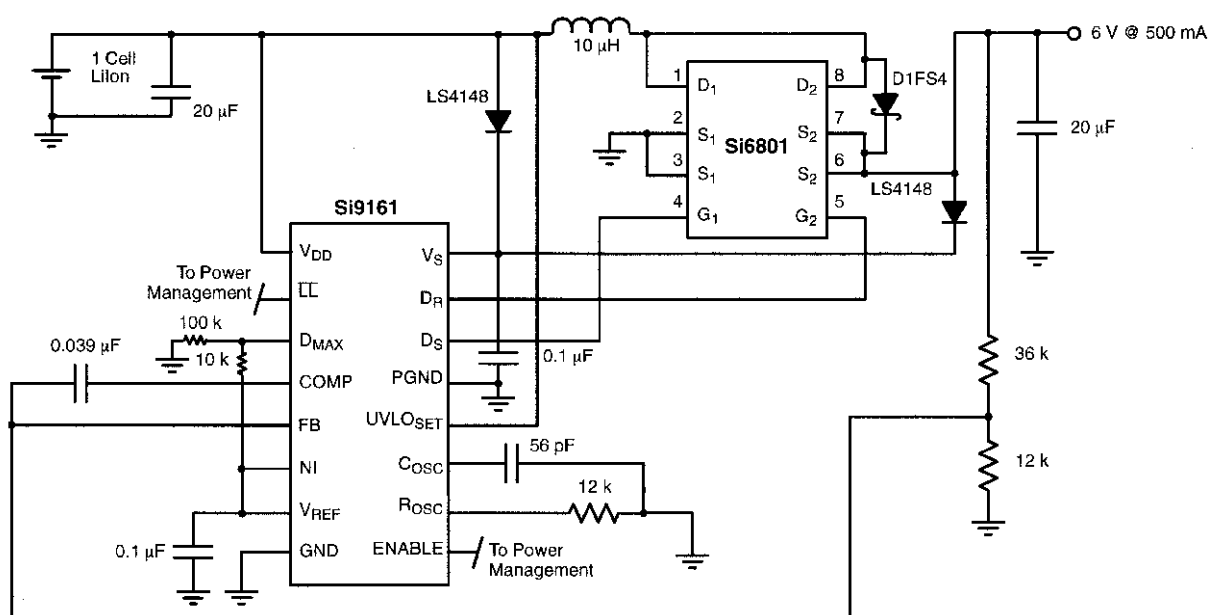 6 V @ 500 mA
10 µH
1 Cell
LiIon
20 µF
LS4148
1
D1
8
D2
D1FS4
2
S1
7
S2
3
S1
6
S2
Si6801
4
G1
5
G2
LS4148
20 µF
Si9161
VDD
VS
To Power
Management
LL
DR
100 k
10 k
DMAX
DS
0.1 µF
0.039 µF
COMP
PGND
FB
UVLOSET
NI
COSC
56 pF
VREF
ROSC
12 k
0.1 µF
GND
ENABLE
To Power
Management
36 k
12 k